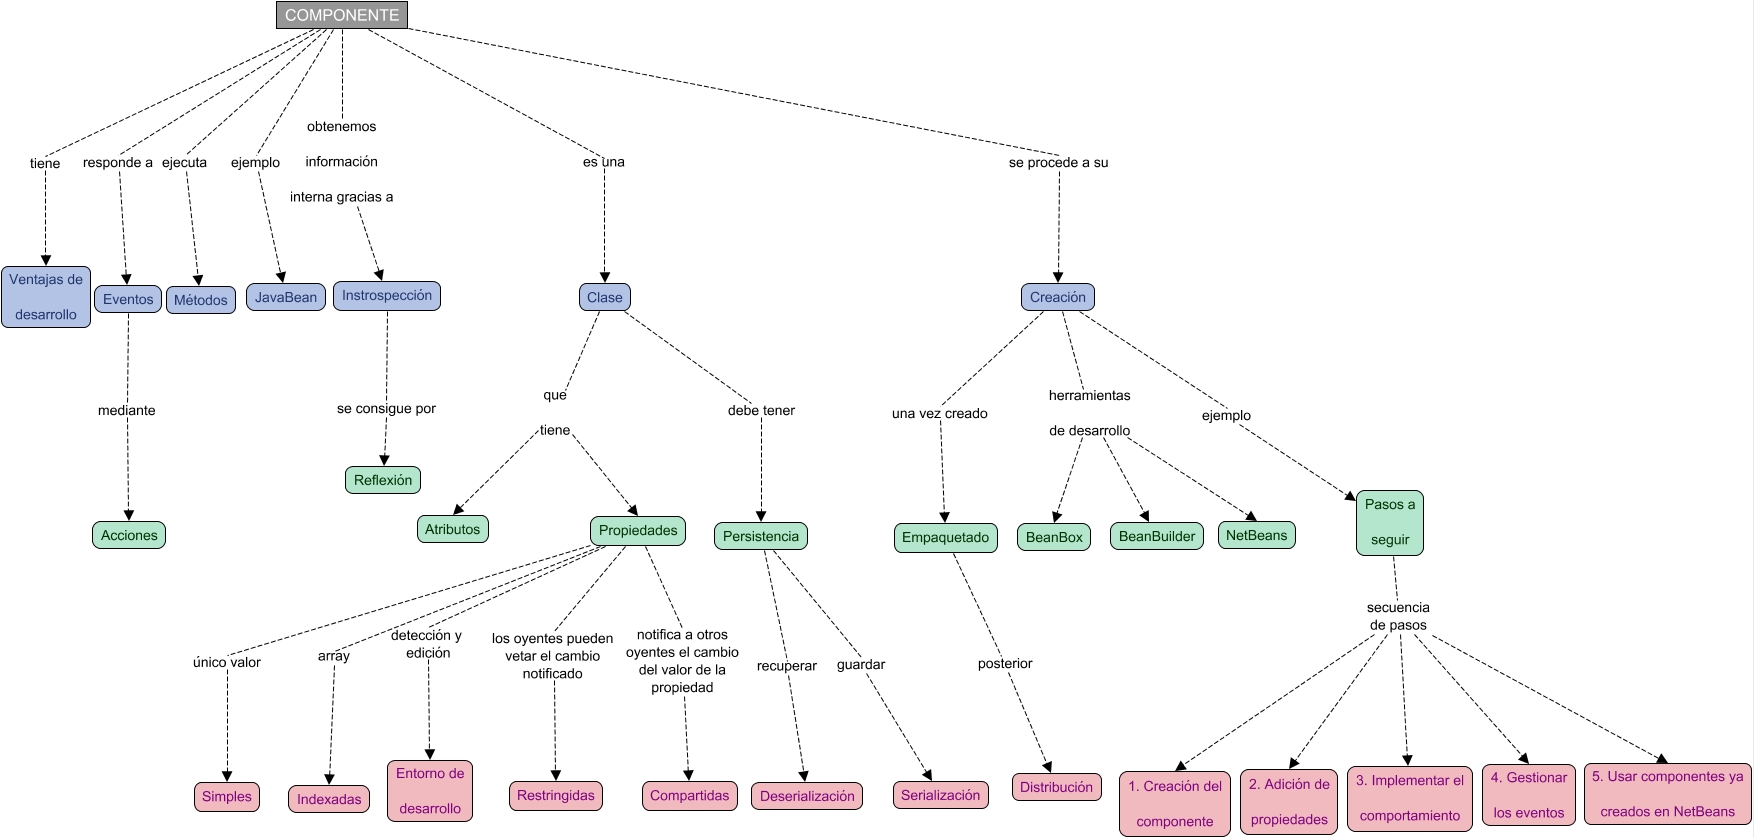 COMPONENTE
obtenemos
tiene
responde a
ejecuta
ejemplo
información
es una
se procede a su
interna gracias a
Ventajas de
desarrollo
Eventos
Métodos
JavaBean
Instrospección
Clase
Creación
que
herramientas
mediante
se consigue por
debe tener
una vez creado
ejemplo
tiene
de desarrollo
Reflexión
Pasos a
seguir
Acciones
Atributos
Propiedades
Persistencia
Empaquetado
BeanBox
BeanBuilder
NetBeans
secuencia
de pasos
único valor
array
detección y
edición
los oyentes pueden
vetar el cambio
notificado
notifica a otros
oyentes el cambio
del valor de la
propiedad
recuperar
guardar
posterior
Simples
Indexadas
Entorno de
desarrollo
Restringidas
Compartidas
Deserialización
Serialización
Distribución
1. Creación del
componente
2. Adición de
propiedades
3. Implementar el
comportamiento
4. Gestionar
los eventos
5. Usar componentes ya
creados en NetBeans